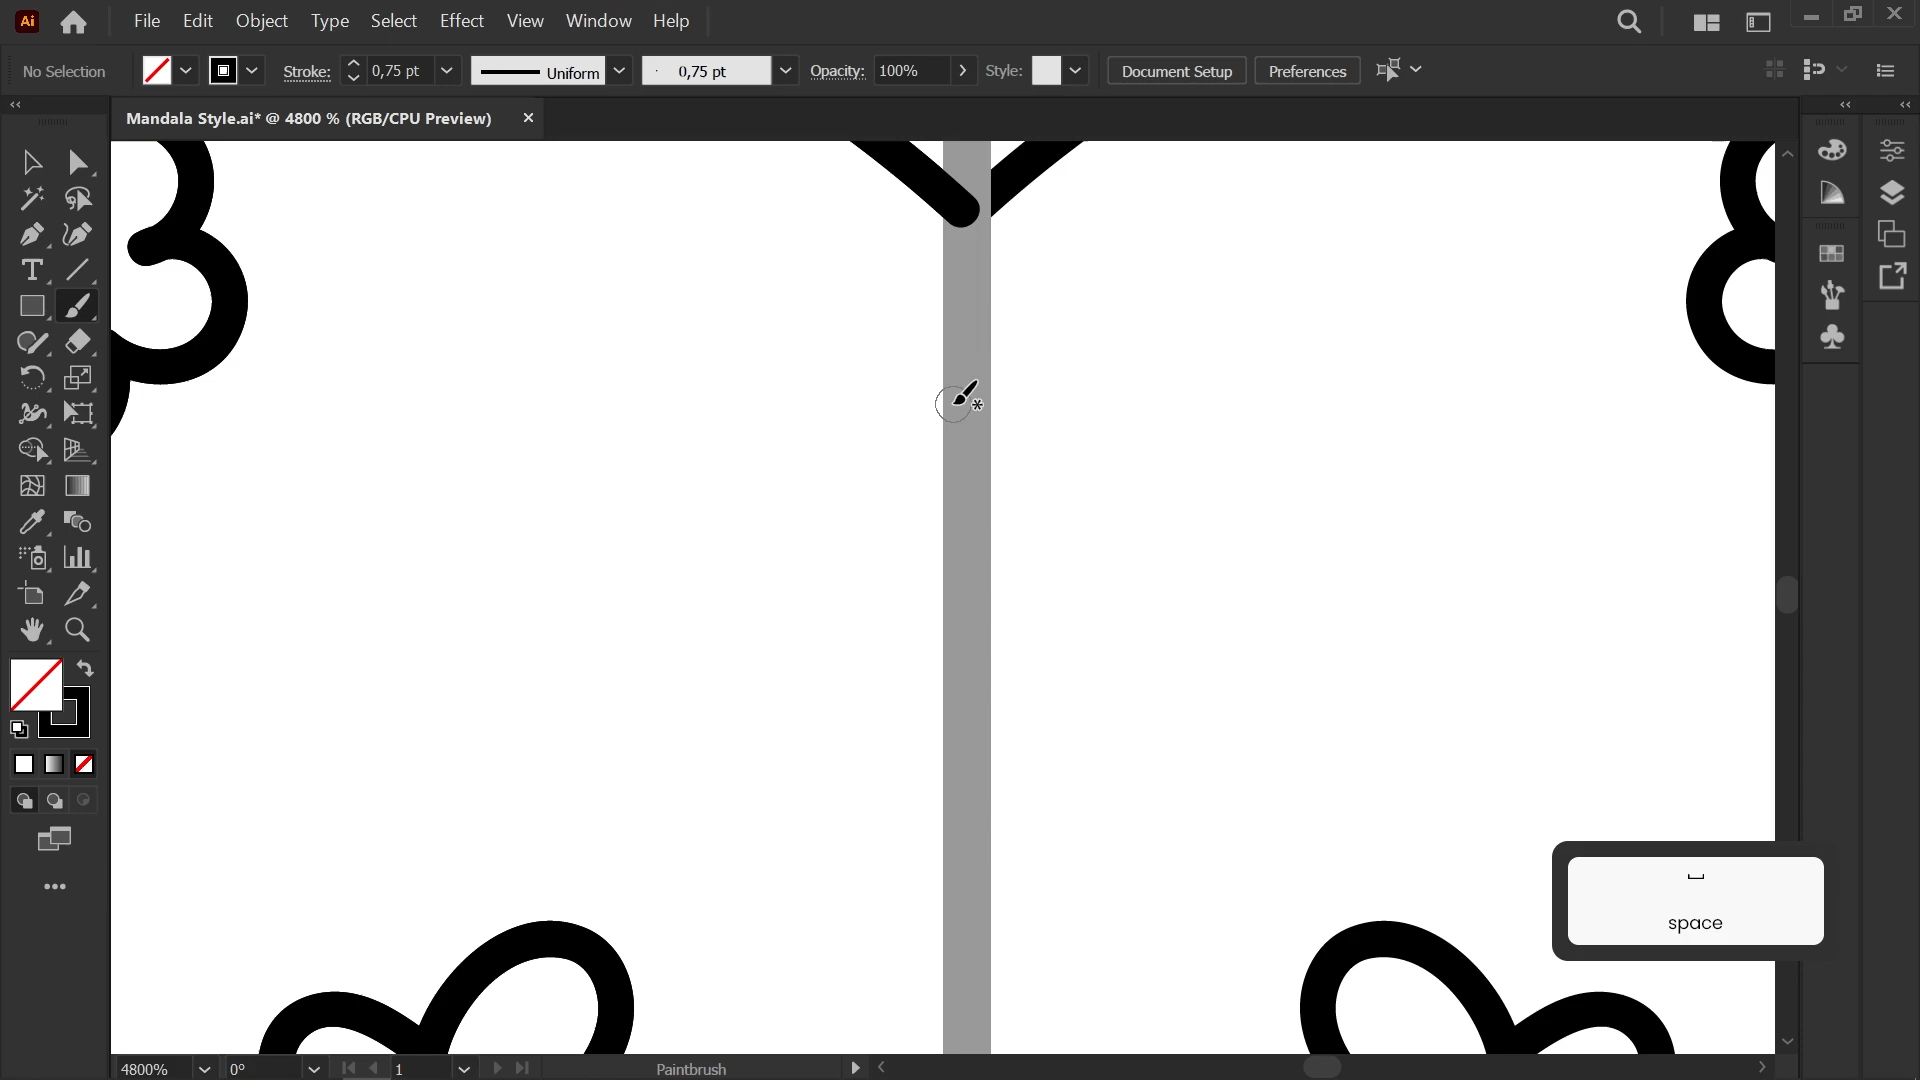 Ai File Edit Object Type Select Effect View Window Help
No Selection Stroke: 0,75 pt Uniform 0,75 pt Opacity: 100% Style: Document Setup Preferences
Mandala Style.ai* @ 4800 % (RGB/CPU Preview)
space
4800% 0° 1 Paintbrush